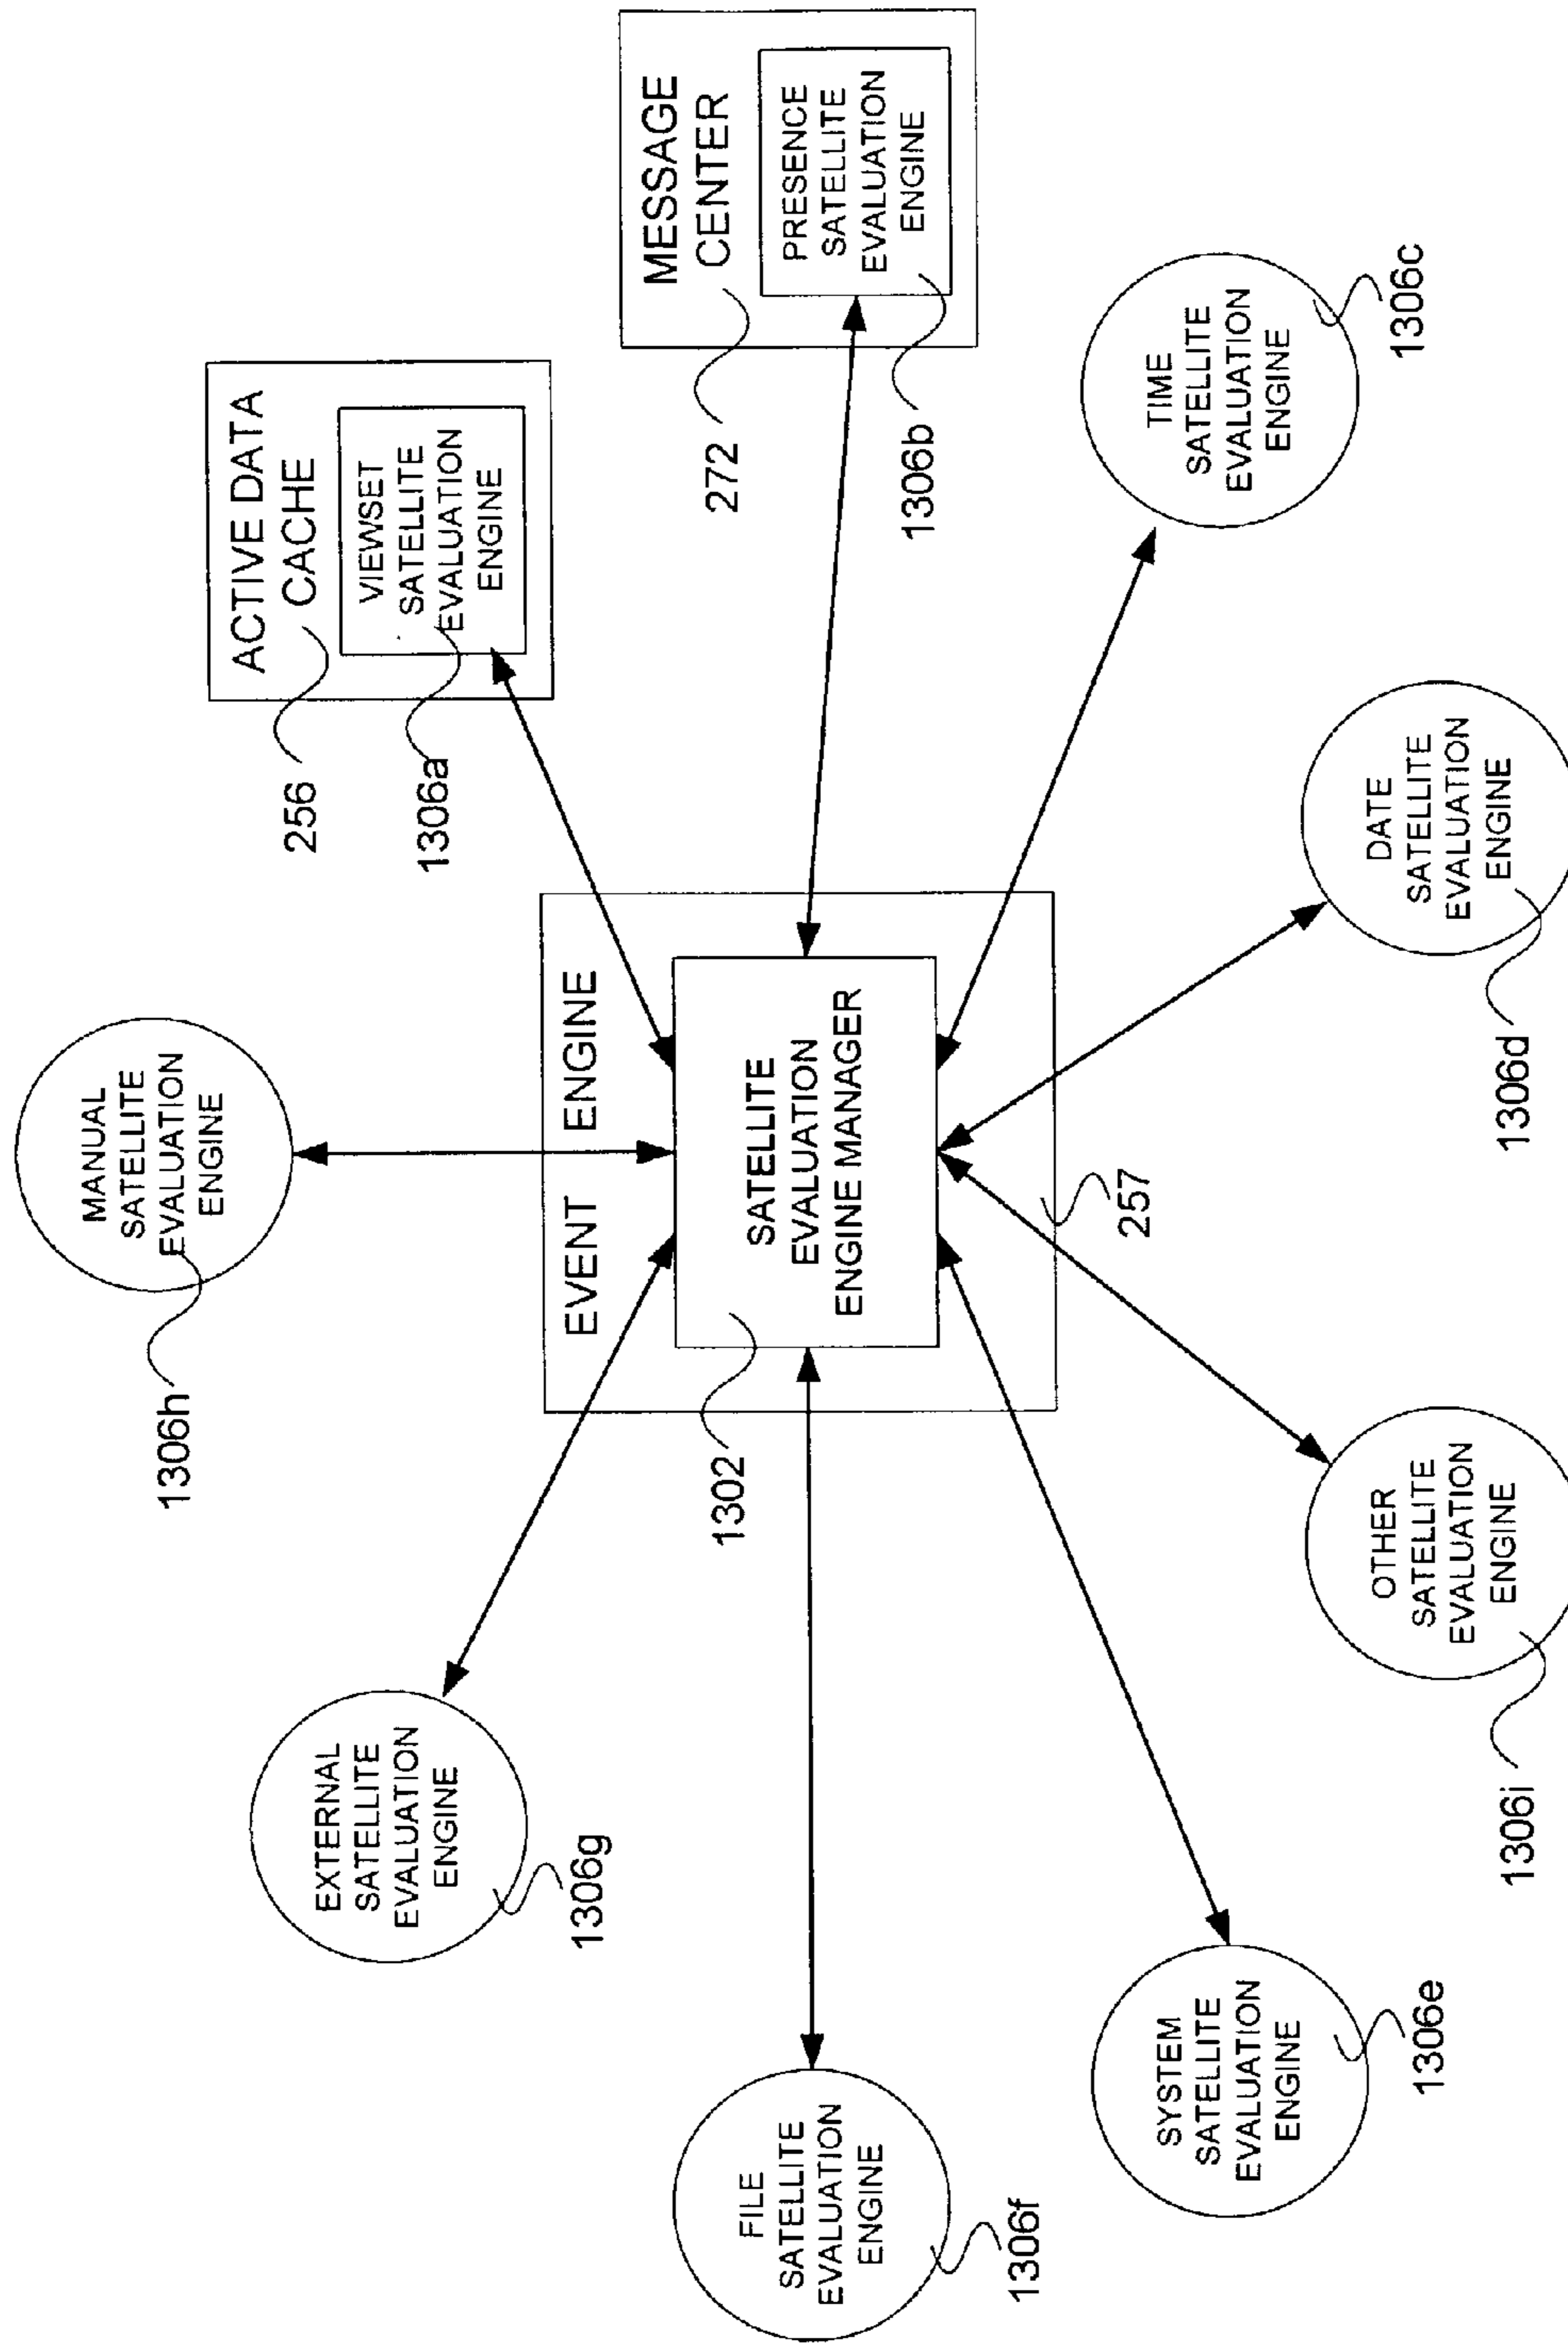 MANUAL
SATELLITE
EVALUATION
ENGINE
1306h
ACTIVE DATA
CACHE
256
VIEWSET
SATELLITE
EVALUATION
ENGINE
1306a
EXTERNAL
SATELLITE
EVALUATION
ENGINE
1306g
EVENT ENGINE
SATELLITE
EVALUATION
ENGINE MANAGER
1302
257
MESSAGE
CENTER
272
PRESENCE
SATELLITE
EVALUATION
ENGINE
1306b
FILE
SATELLITE
EVALUATION
ENGINE
1306f
TIME
SATELLITE
EVALUATION
ENGINE
1306c
SYSTEM
SATELLITE
EVALUATION
ENGINE
1306e
OTHER
SATELLITE
EVALUATION
ENGINE
1306i
DATE
SATELLITE
EVALUATION
ENGINE
1306d